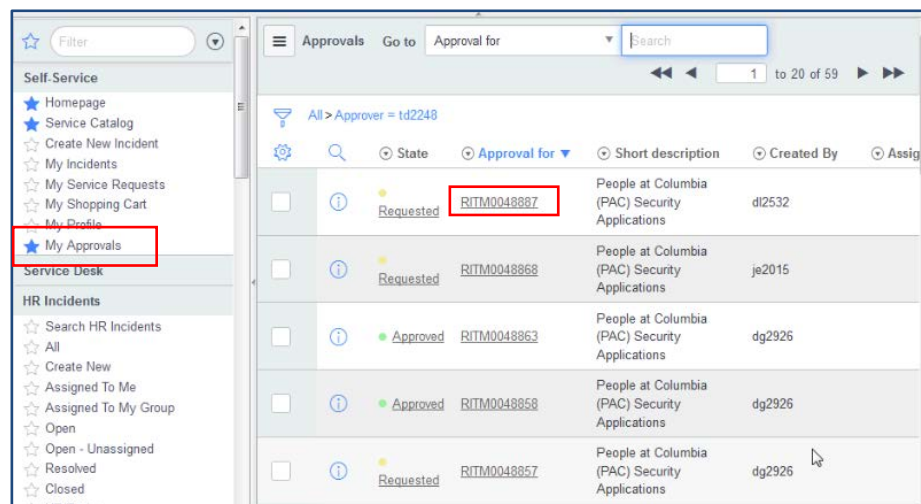 Filter
Self-Service
Homepage
Service Catalog
Create New Incident
My Incidents
My Service Requests
My Shopping Cart
My Profile
My Approvals
Service Desk
HR Incidents
Search HR Incidents
All
Create New
Assigned To Me
Assigned To My Group
Open
Open - Unassigned
Resolved
Closed
Approvals Go to Approval for Search
1 to 20 of 59
All > Approver = td2248
State Approval for Short description Created By Assig
People at Columbia
(PAC) Security
Applications
Requested RITM0048887 dl2532
People at Columbia
(PAC) Security
Applications
Requested RITM0048868 je2015
People at Columbia
(PAC) Security
Applications
Approved RITM0048863 dg2926
People at Columbia
(PAC) Security
Applications
Approved RITM0048858 dg2926
People at Columbia
(PAC) Security
Applications
Requested RITM0048857 dg2926